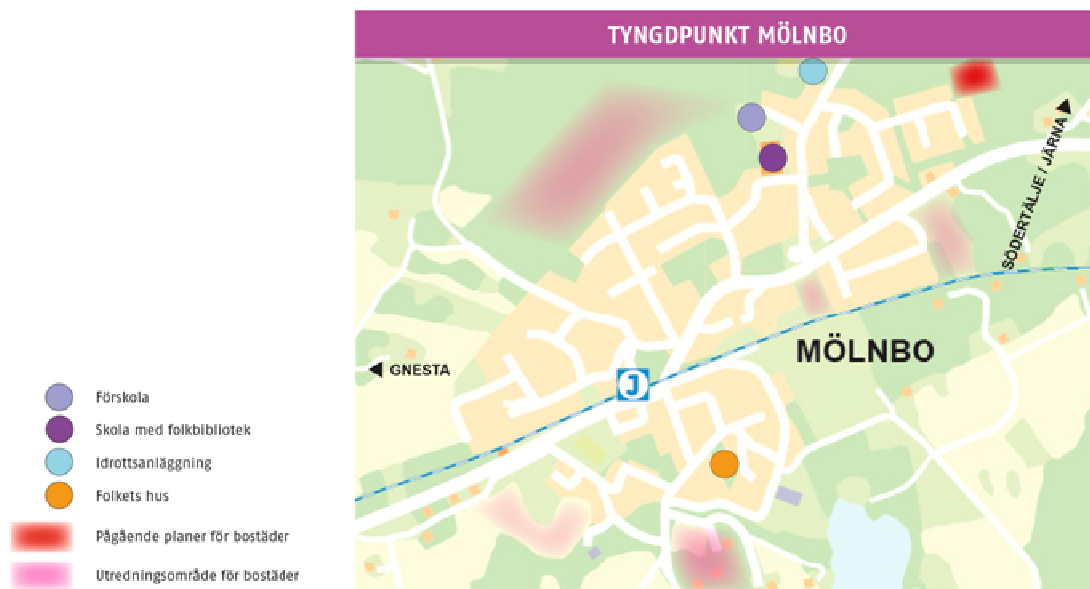 TYNGDPUNKT MÖLNBO
SÖDERTÄLJE / JÄRNA
MÖLNBO
GNESTA
J
Förskola
Skola med folkbibliotek
Idrottsanläggning
Folkets hus
Pågående planer för bostäder
Utredningsområde för bostäder